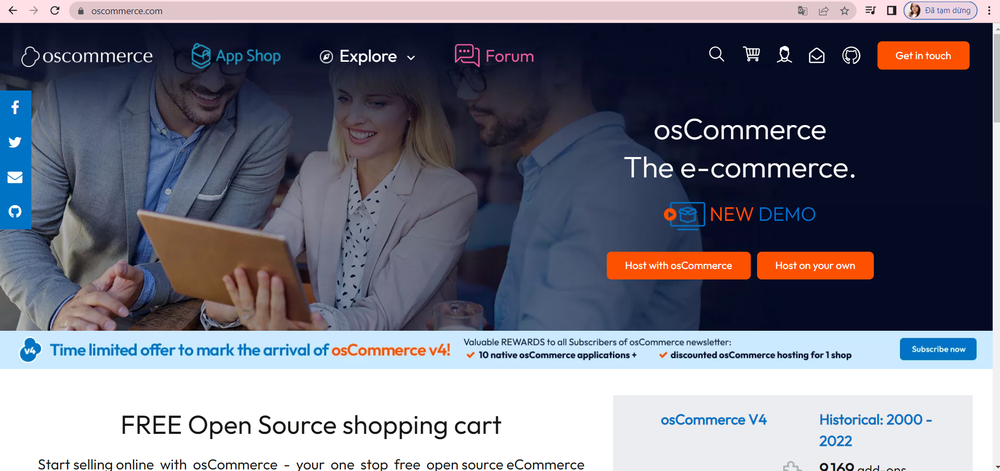 oscommerce.com
Đã tạm dừng
oscommerce
App Shop
Explore
Forum
Get in touch
osCommerce
The e-commerce.
NEW DEMO
Host with osCommerce
Host on your own
v4
Time limited offer to mark the arrival of osCommerce v4!
Valuable REWARDS to all Subscribers of osCommerce newsletter:
10 native osCommerce applications +
discounted osCommerce hosting for 1 shop
Subscribe now
FREE Open Source shopping cart
Start selling online with osCommerce - your one stop free open source eCommerce
osCommerce V4
Historical: 2000 -
2022
9,169 add-ons